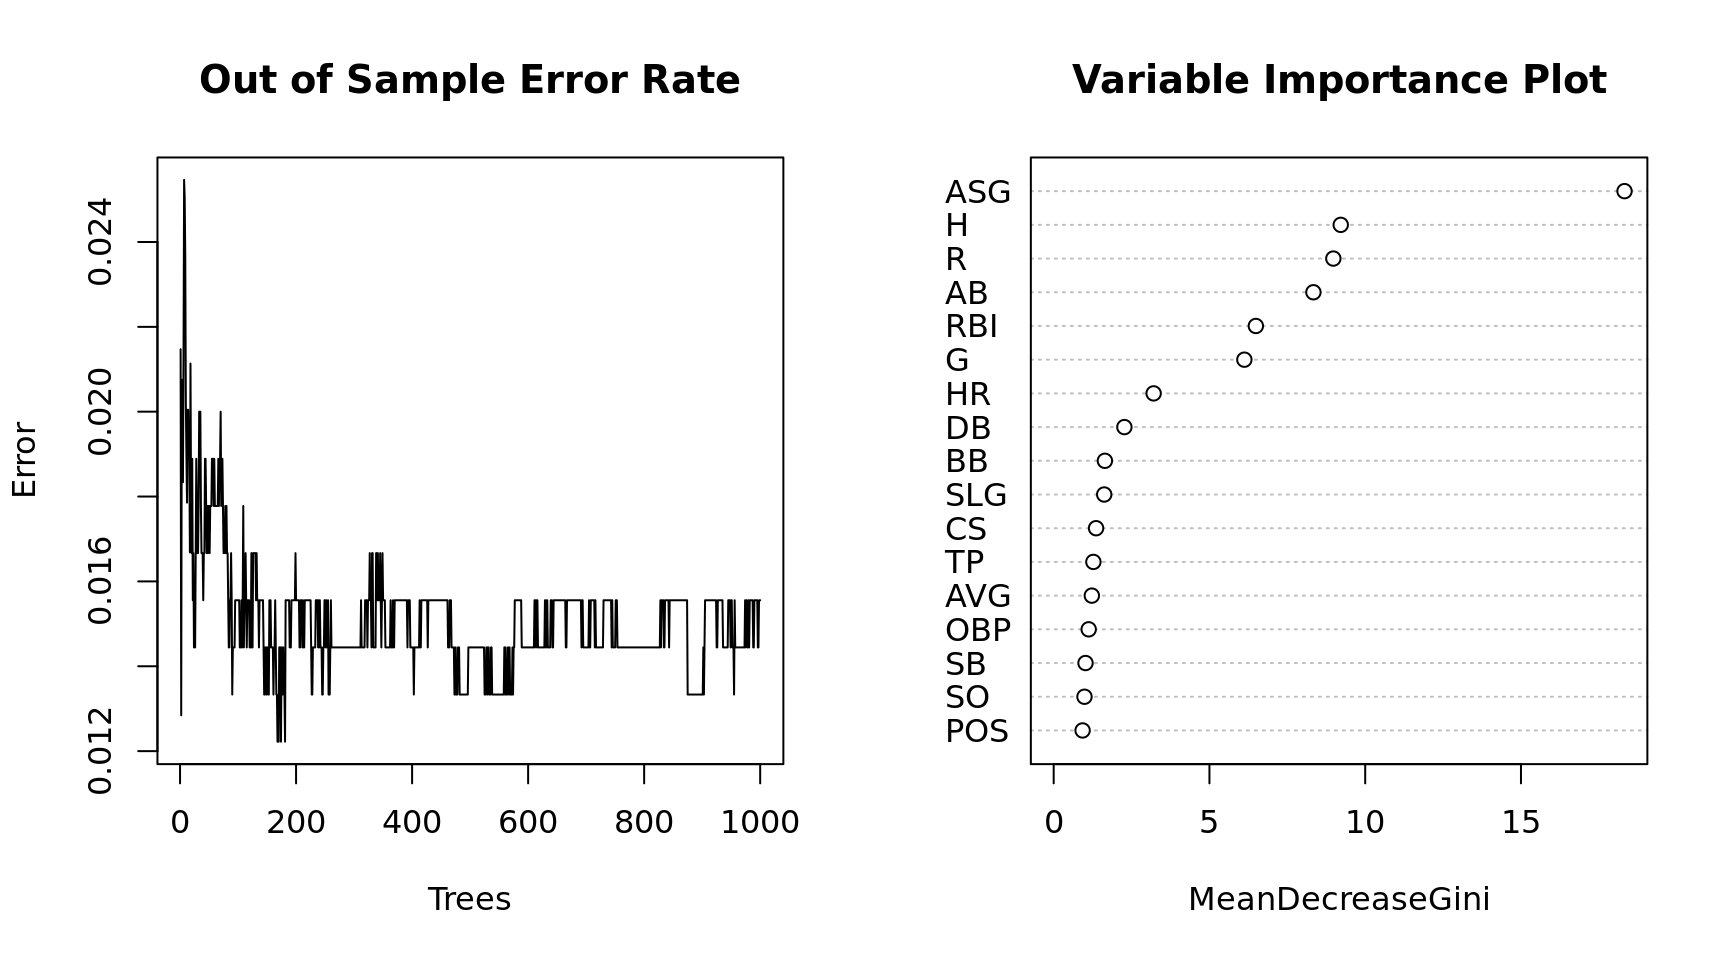 Out of Sample Error Rate
Error
0.024
0.020
0.016
0.012
0 200 400 600 800 1000
Trees
Variable Importance Plot
ASG
H
R
AB
RBI
G
HR
DB
BB
SLG
CS
TP
AVG
OBP
SB
SO
POS
0 5 10 15
MeanDecreaseGini